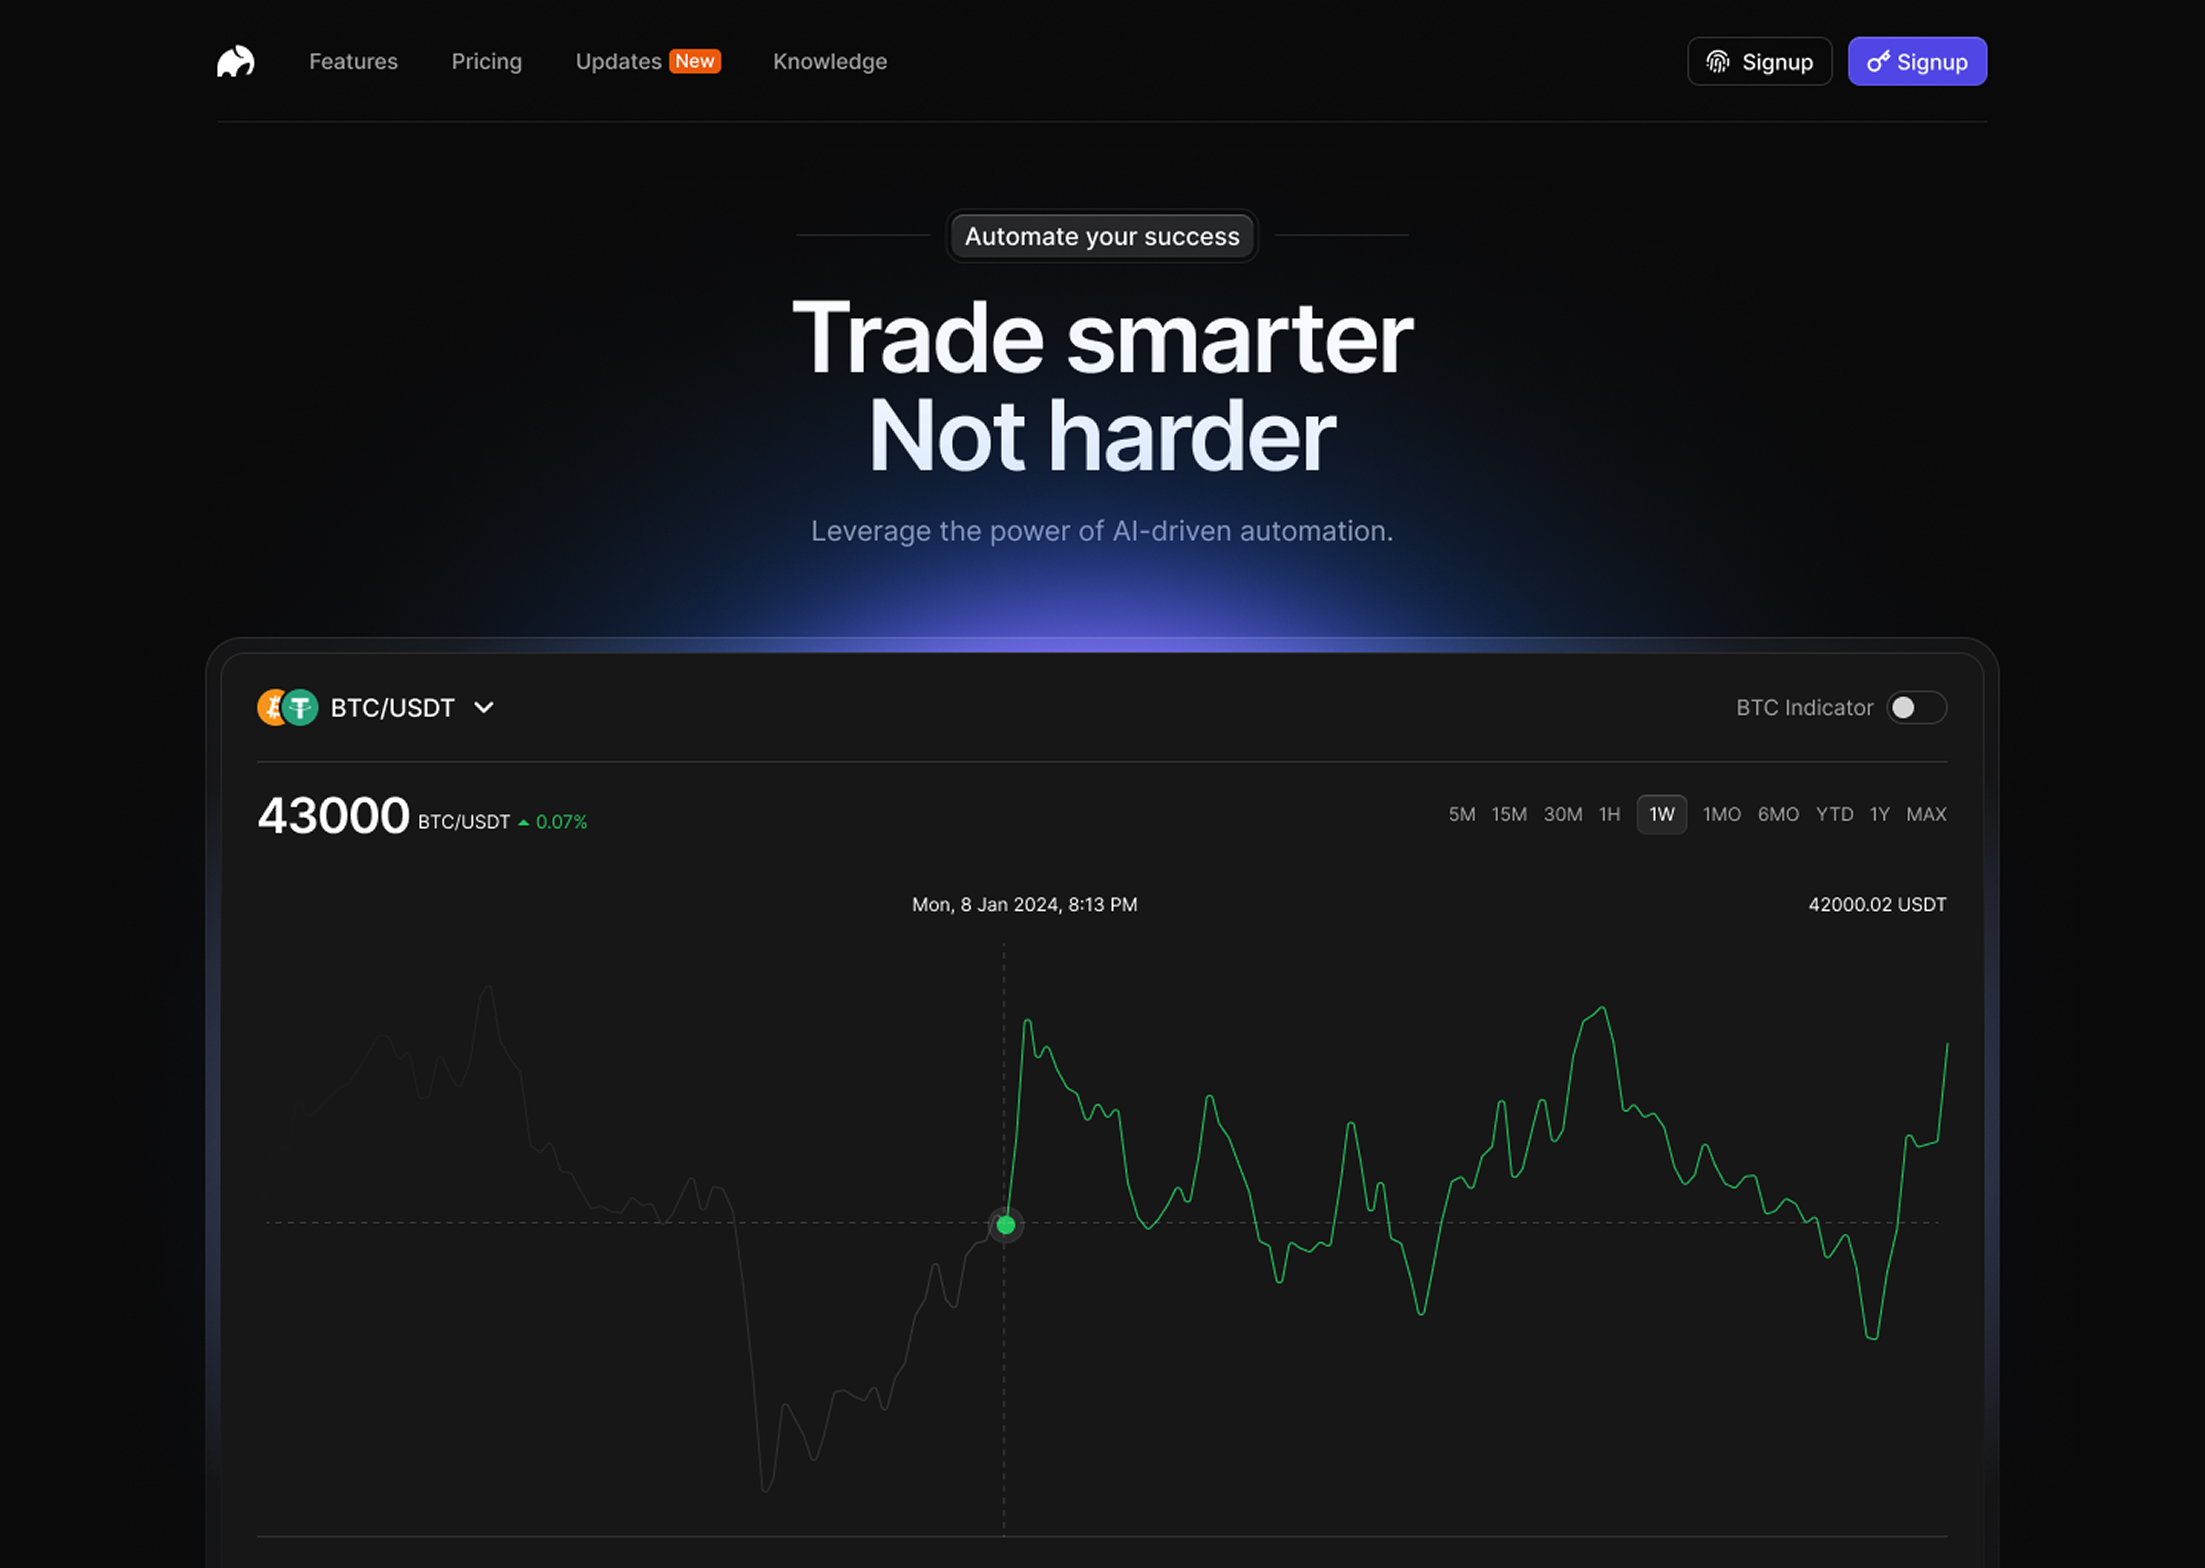 Features Pricing Updates New Knowledge Signup Signup
Automate your success
Trade smarter
Not harder
Leverage the power of AI-driven automation.
BTC/USDT BTC Indicator
43000 BTC/USDT 0.07% 5M 15M 30M 1H 1W 1MO 6MO YTD 1Y MAX
Mon, 8 Jan 2024, 8:13 PM 42000.02 USDT